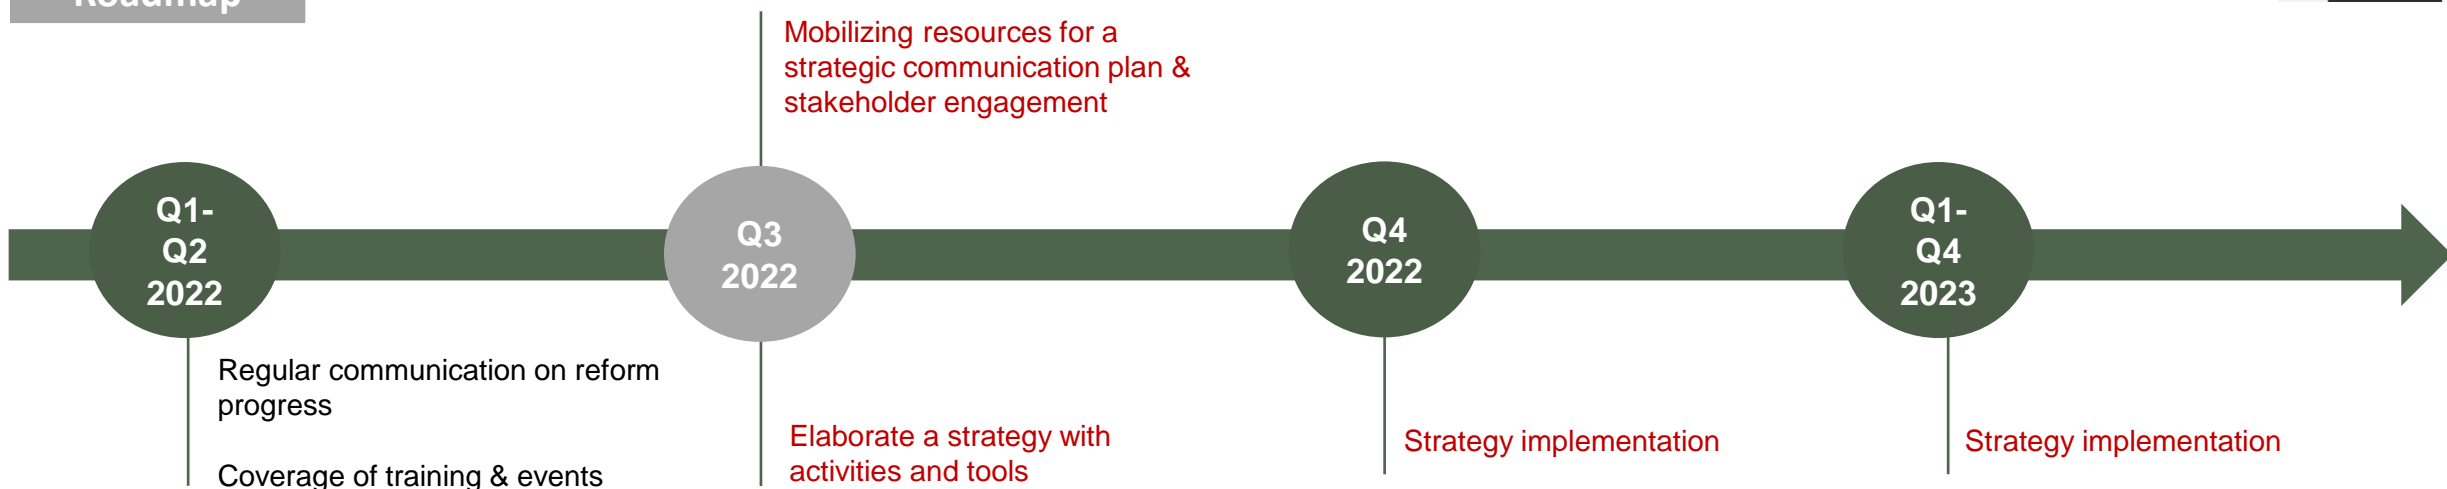 Roadmap
Mobilizing resources for a
strategic communication plan &
stakeholder engagement
Q1-
Q2
2022
Q3
2022
Q4
2022
Q1-
Q4
2023
Regular communication on reform
progress
Coverage of training & events
Elaborate a strategy with
activities and tools
Strategy implementation
Strategy implementation